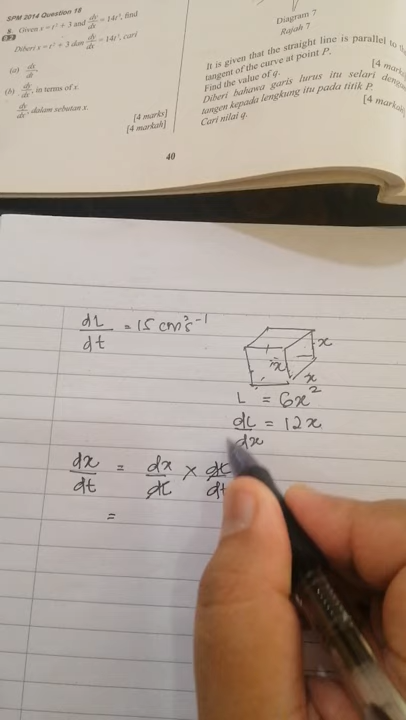 SPM 2014 Question 18
8. Given x = t² + 3 and dy/dx = 14t³, find
Diberi x = t² + 3 dan dy/dx = 14t³, cari
(a) dx/dt,
(b) dy/dx, in terms of x.
dy/dx, dalam sebutan x.
[4 marks]
[4 markah]
40
Diagram 7
Rajah 7
It is given that the straight line is parallel to the
tangent of the curve at point P.
Find the value of q.
[4 mark
Diberi bahawa garis lurus itu selari dengan
tangen kepada lengkung itu pada titik P.
Cari nilai q.
[4 markah
dL/dt = 15 cm²s⁻¹
x
x
x
L = 6x²
dL/dx = 12x
dx/dt = dx/dL × dL/dt
=